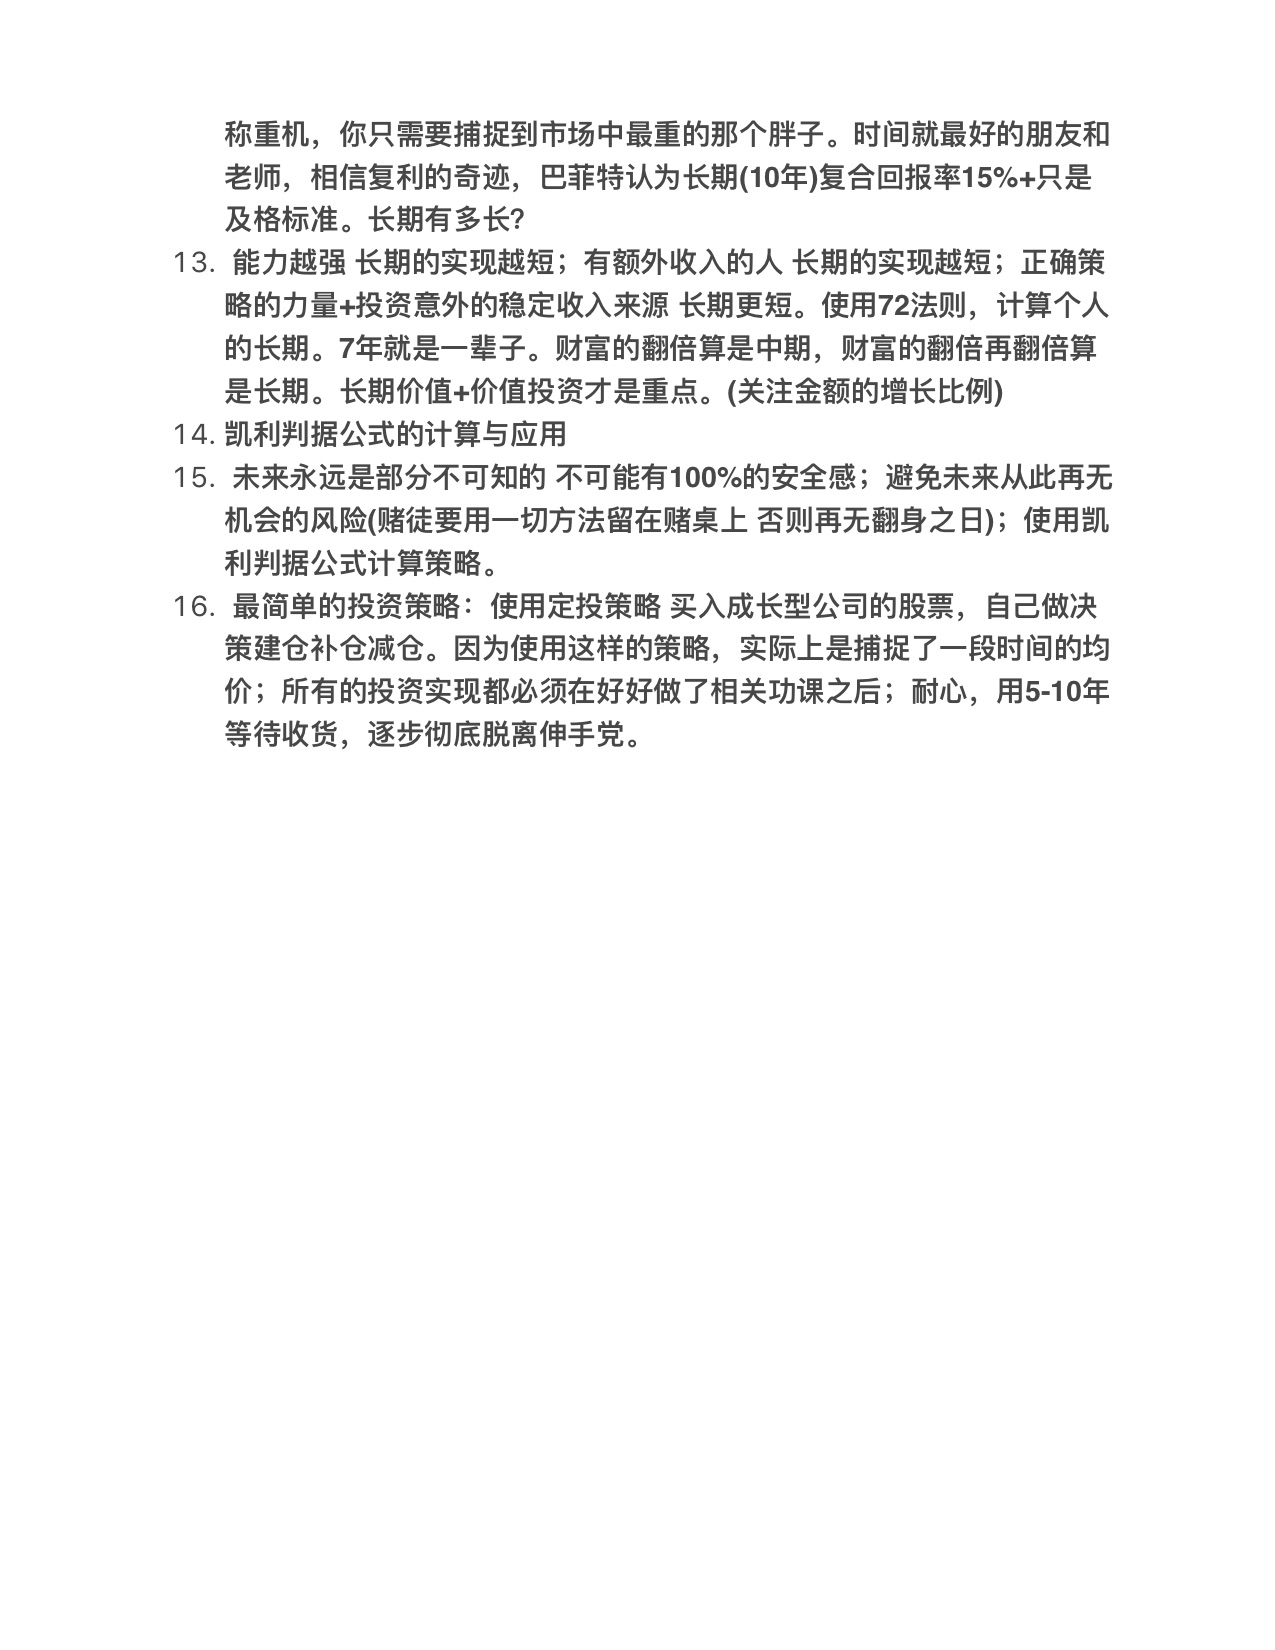 称重机，你只需要捕捉到市场中最重的那个胖子。时间就最好的朋友和
老师，相信复利的奇迹，巴菲特认为长期(10年)复合回报率15%+只是
及格标准。长期有多长？
13. 能力越强 长期的实现越短；有额外收入的人 长期的实现越短；正确策
略的力量+投资意外的稳定收入来源 长期更短。使用72法则，计算个人
的长期。7年就是一辈子。财富的翻倍算是中期，财富的翻倍再翻倍算
是长期。长期价值+价值投资才是重点。(关注金额的增长比例)
14. 凯利判据公式的计算与应用
15. 未来永远是部分不可知的 不可能有100%的安全感；避免未来从此再无
机会的风险(赌徒要用一切方法留在赌桌上 否则再无翻身之日)；使用凯
利判据公式计算策略。
16. 最简单的投资策略：使用定投策略 买入成长型公司的股票，自己做决
策建仓补仓减仓。因为使用这样的策略，实际上是捕捉了一段时间的均
价；所有的投资实现都必须在好好做了相关功课之后；耐心，用5-10年
等待收货，逐步彻底脱离伸手党。